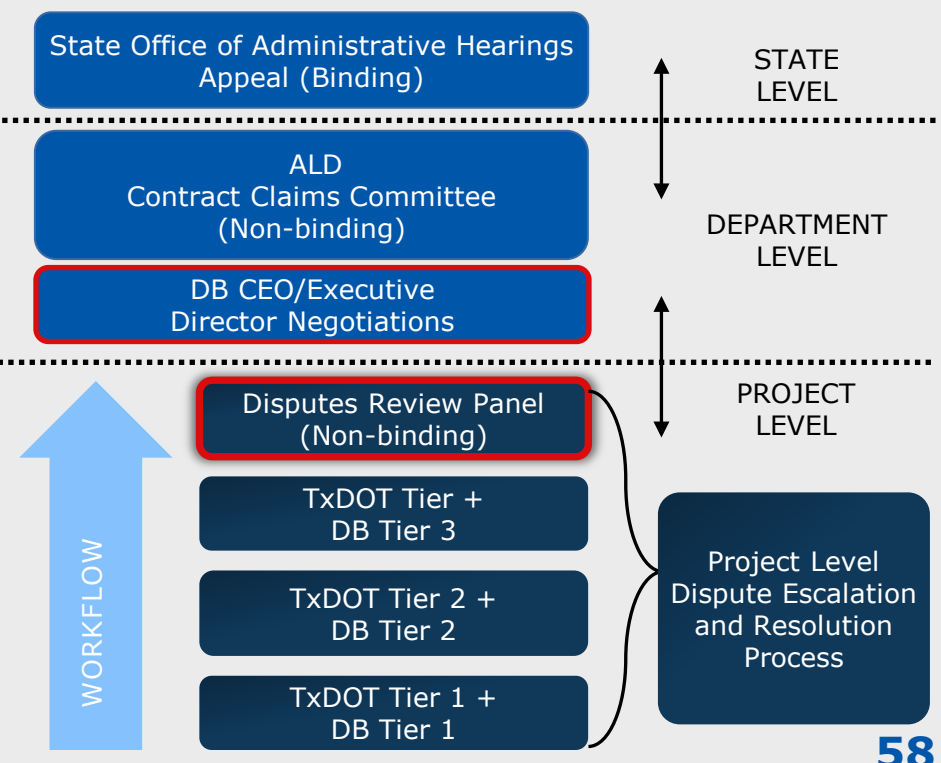 State Office of Administrative Hearings
Appeal (Binding)
STATE
LEVEL
ALD
Contract Claims Committee
(Non-binding)
DEPARTMENT
LEVEL
DB CEO/Executive
Director Negotiations
Disputes Review Panel
(Non-binding)
PROJECT
LEVEL
TxDOT Tier +
DB Tier 3
TxDOT Tier 2 +
DB Tier 2
TxDOT Tier 1 +
DB Tier 1
Project Level
Dispute Escalation
and Resolution
Process
WORKFLOW
58